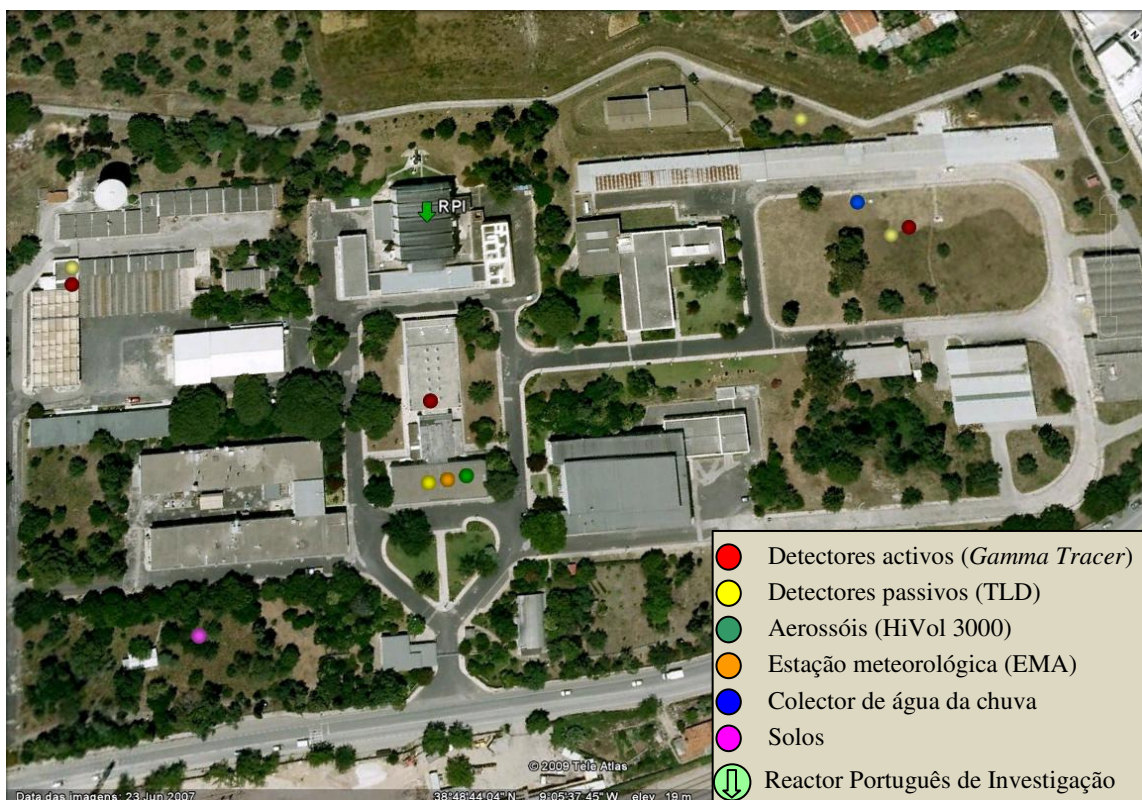 N
RPI
Detectores activos (Gamma Tracer)
Detectores passivos (TLD)
Aerossóis (HiVol 3000)
Estação meteorológica (EMA)
Colector de água da chuva
Solos
Reactor Português de Investigação
© 2009 Tele Atlas
Data das imagens: 23 Jun 2007
38°48'44.04" N
9°05'37.45" W
elev 19 m